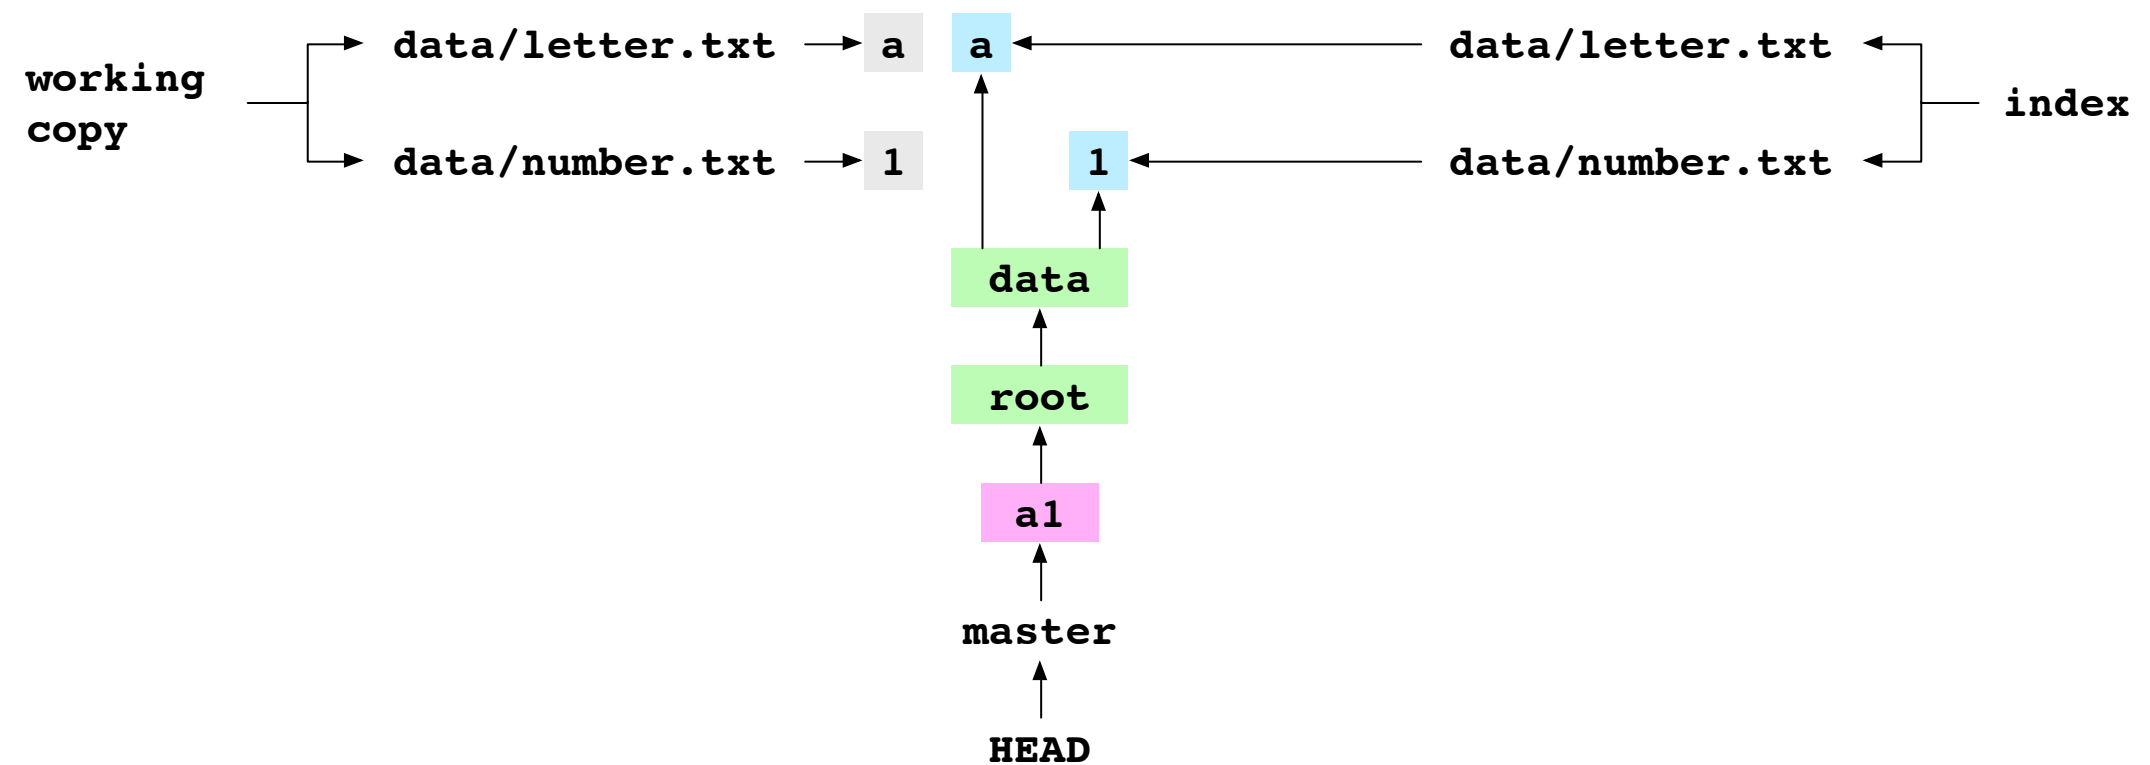 data/letter.txt a a data/letter.txt
working
copy
index
data/number.txt 1 1 data/number.txt
data
root
a1
master
HEAD